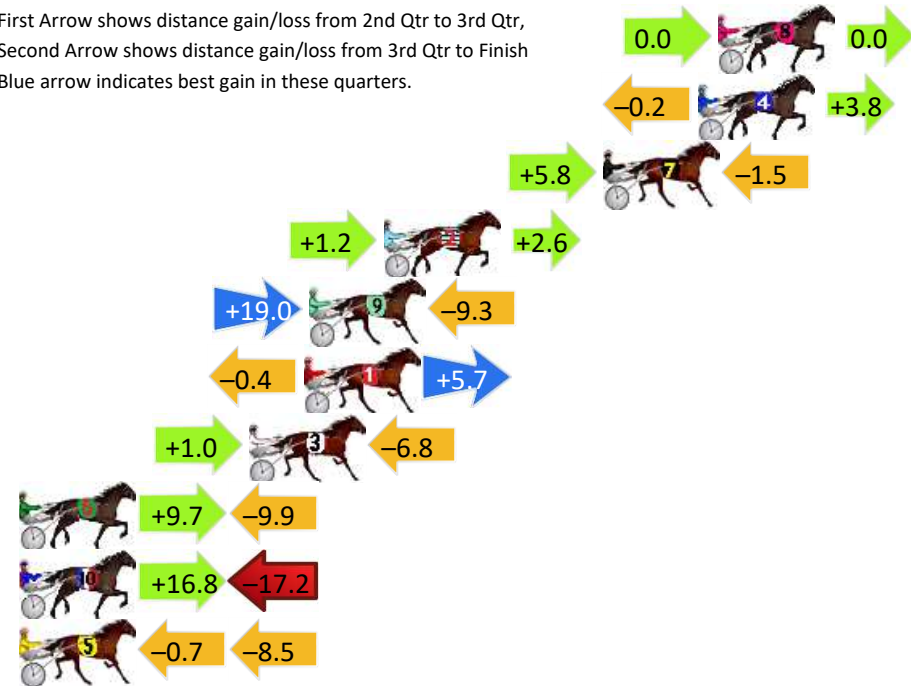 First Arrow shows distance gain/loss from 2nd Qtr to 3rd Qtr,
Second Arrow shows distance gain/loss from 3rd Qtr to Finish
Blue arrow indicates best gain in these quarters.
0.0 8 0.0
–0.2 4 +3.8
+5.8 7 –1.5
+1.2 2 +2.6
+19.0 9 –9.3
–0.4 1 +5.7
+1.0 3 –6.8
6 +9.7 –9.9
10 +16.8 –17.2
5 –0.7 –8.5